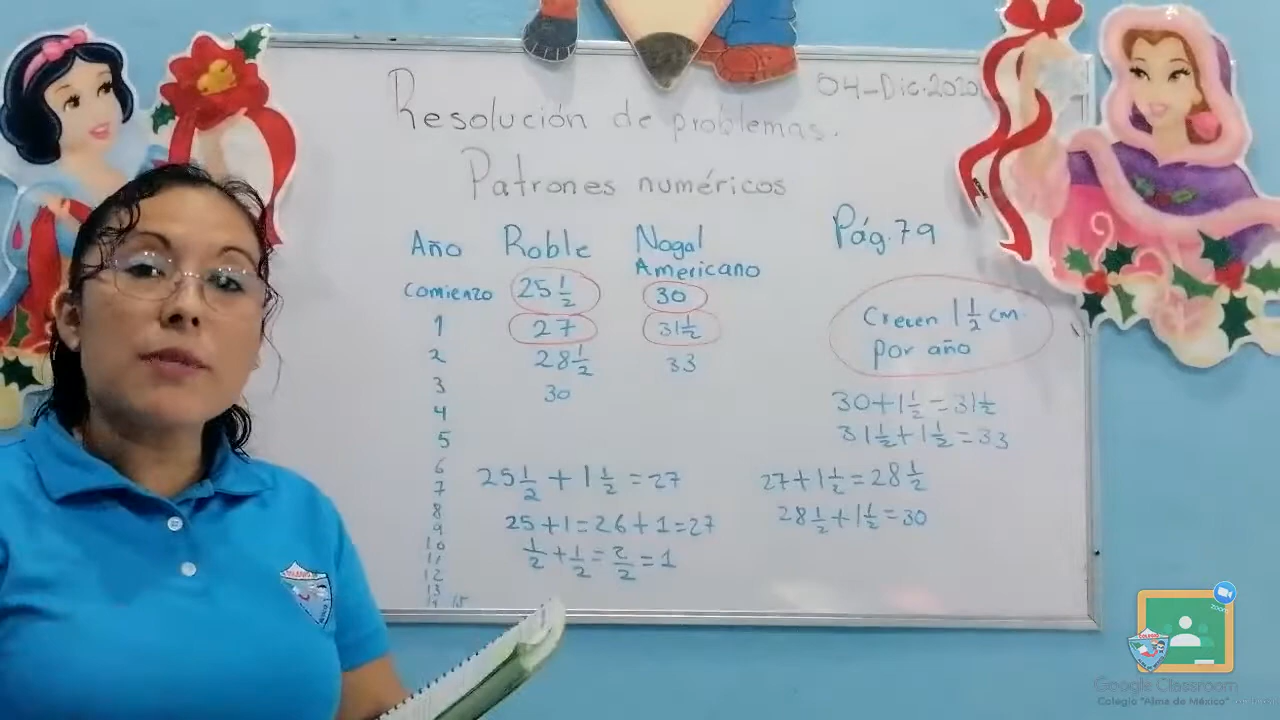 04-Dic-2020
Resolución de problemas.
Patrones numéricos
Pág. 79
Año Roble Nogal Americano
Comienzo 25 1/2 30
1 27 31 1/2
2 28 1/2 33
3 30
4
5
6
7
8
9
10
11
12
13
15
Crecen 1 1/2 cm.
por año
30+1 1/2=31 1/2
31 1/2+1 1/2=33
25 1/2 + 1 1/2 = 27
25+1=26+1=27
1/2+1/2=2/2=1
27+1 1/2=28 1/2
28 1/2+1 1/2=30
zoom
COLEGIO
Google Classroom
Colegio "Alma de México"